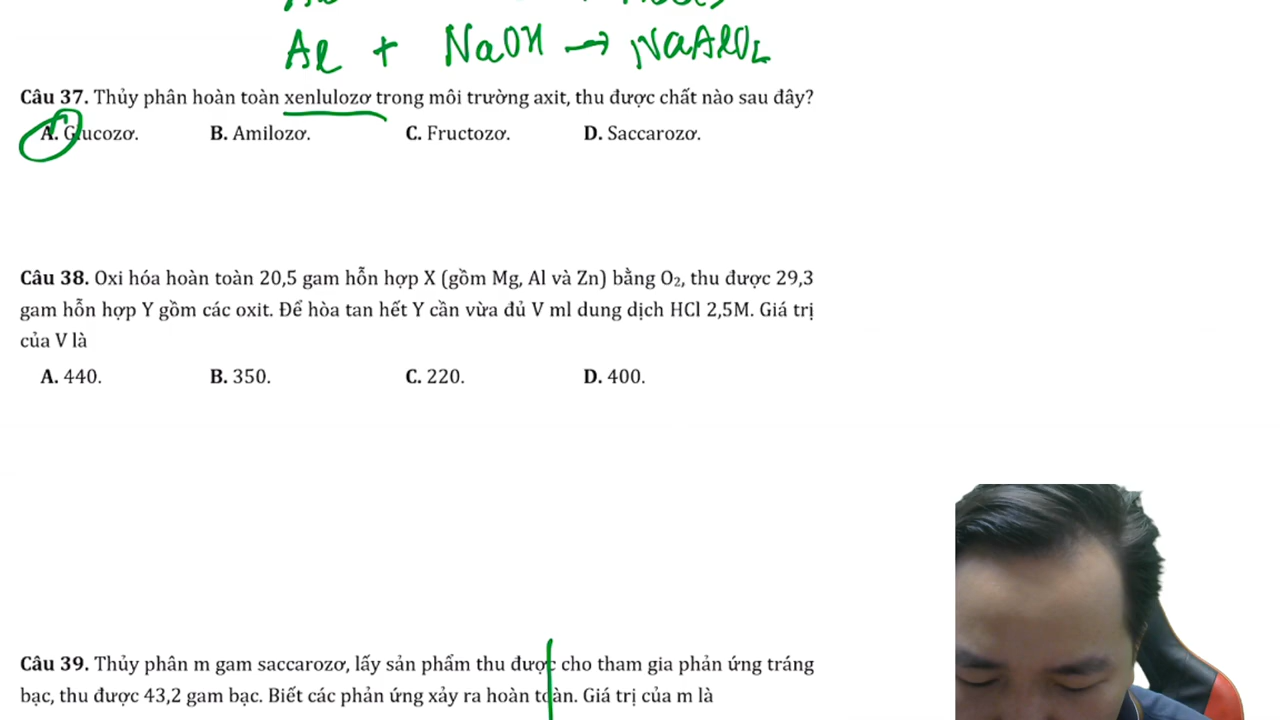 Al + NaOH → NaAlO₂
Câu 37. Thủy phân hoàn toàn xenlulozơ trong môi trường axit, thu được chất nào sau đây?
A. Glucozơ. B. Amilozơ. C. Fructozơ. D. Saccarozơ.
Câu 38. Oxi hóa hoàn toàn 20,5 gam hỗn hợp X (gồm Mg, Al và Zn) bằng O₂, thu được 29,3
gam hỗn hợp Y gồm các oxit. Để hòa tan hết Y cần vừa đủ V ml dung dịch HCl 2,5M. Giá trị
của V là
A. 440. B. 350. C. 220. D. 400.
Câu 39. Thủy phân m gam saccarozơ, lấy sản phẩm thu được cho tham gia phản ứng tráng
bạc, thu được 43,2 gam bạc. Biết các phản ứng xảy ra hoàn toàn. Giá trị của m là